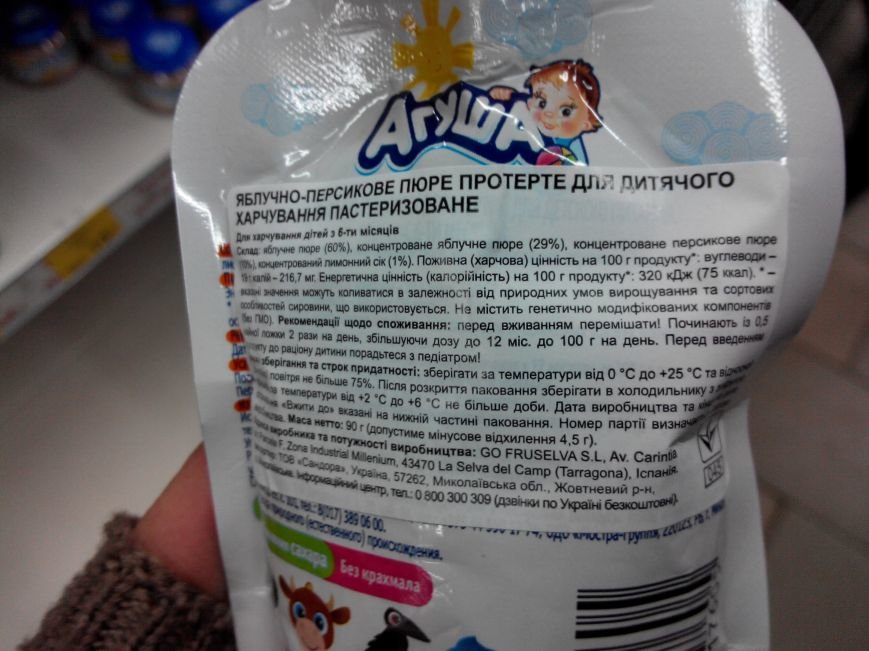 Агуша
ЯБЛУЧНО-ПЕРСИКОВЕ ПЮРЕ ПРОТЕРТЕ ДЛЯ ДИТЯЧОГО
ХАРЧУВАННЯ ПАСТЕРИЗОВАНЕ
Для харчування дітей з 6-ти місяців
Склад: яблучне пюре (60%), концентроване яблучне пюре (29%), концентроване персикове пюре
(10%), концентрований лимонний сік (1%). Поживна (харчова) цінність на 100 г продукту*: вуглеводи –
19 г, калій – 216,7 мг. Енергетична цінність (калорійність) на 100 г продукту*: 320 кДж (75 ккал). * –
вказані значення можуть коливатися в залежності від природних умов вирощування та сортових
особливостей сировини, що використовується. Не містить генетично модифікованих компонентів
(без ГМО). Рекомендації щодо споживання: перед вживанням перемішати! Починають із 0,5
ложки 2 рази на день, збільшуючи дозу до 12 міс. до 100 г на день. Перед введенням
до раціону дитини порадьтеся з педіатром!
зберігання та строк придатності: зберігати за температури від 0 °С до +25 °С та
повітря не більше 75%. Після розкриття паковання зберігати в холодильнику
за температури від +2 °С до +6 °С не більше доби. Дата виробництва та
«Вжити до» вказані на нижній частині паковання. Номер партії
Маса нетто: 90 г (допустиме мінусове відхилення 4,5 г).
виробника та потужності виробництва: GO FRUSELVA S.L, Av. Carintia
F. Zona Industrial Millenium, 43470 La Selva del Camp (Tarragona), Іспанія.
ТОВ «Сандора», Україна, 57262, Миколаївська обл., Жовтневий р-н,
Інформаційний центр, тел.: 0 800 300 309 (дзвінки по Україні безкоштовні).
тел.: 8(017) 389 06 00.
природного (естественного) происхождения.
сахара
Без крахмала